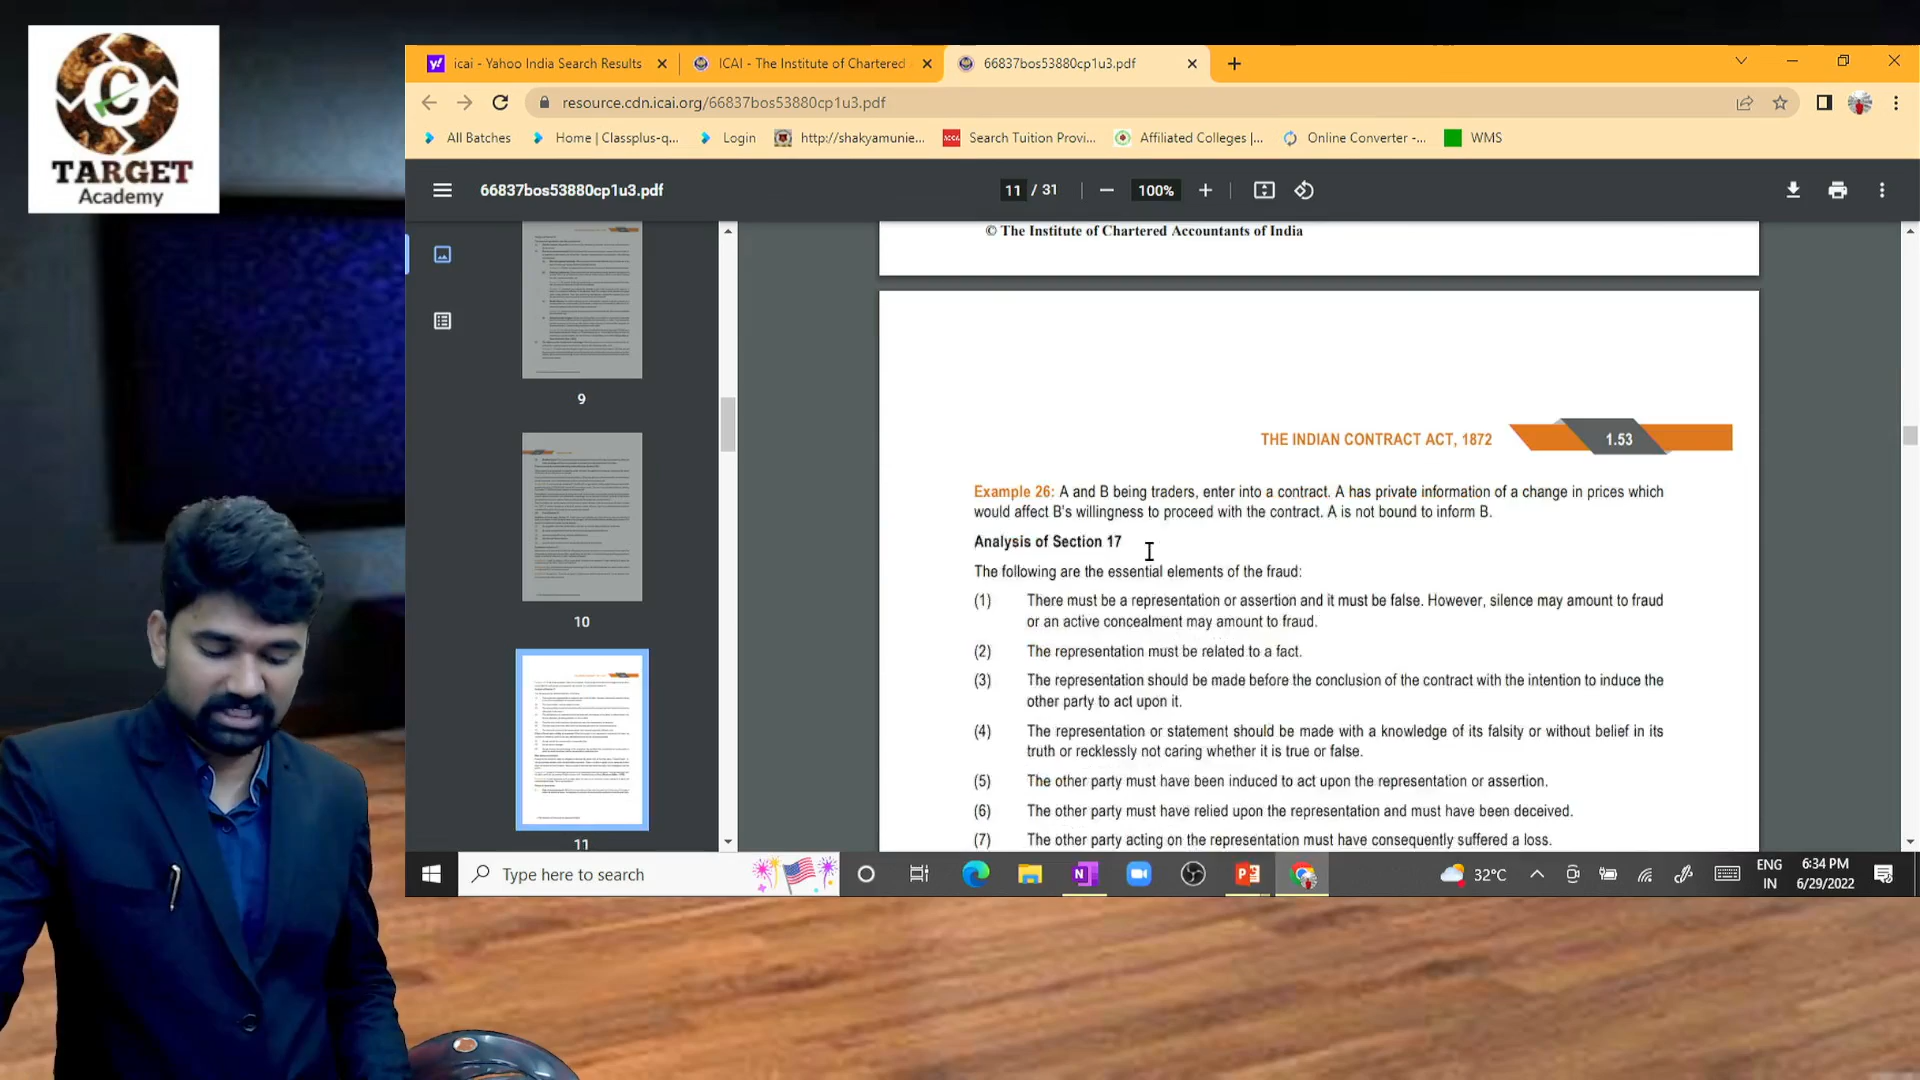 C
TARGET
Academy
icai - Yahoo India Search Results
ICAI - The Institute of Chartered
66837bos53880cp1u3.pdf
resource.cdn.icai.org/66837bos53880cp1u3.pdf
All Batches
Home | Classplus-q...
Login
http://shakyamunie...
Search Tuition Provi...
Affiliated Colleges |...
Online Converter -...
WMS
66837bos53880cp1u3.pdf
11 / 31
100%
9
10
11
© The Institute of Chartered Accountants of India
THE INDIAN CONTRACT ACT, 1872
1.53
Example 26: A and B being traders, enter into a contract. A has private information of a change in prices which
would affect B's willingness to proceed with the contract. A is not bound to inform B.
Analysis of Section 17
The following are the essential elements of the fraud:
(1) There must be a representation or assertion and it must be false. However, silence may amount to fraud
or an active concealment may amount to fraud.
(2) The representation must be related to a fact.
(3) The representation should be made before the conclusion of the contract with the intention to induce the
other party to act upon it.
(4) The representation or statement should be made with a knowledge of its falsity or without belief in its
truth or recklessly not caring whether it is true or false.
(5) The other party must have been induced to act upon the representation or assertion.
(6) The other party must have relied upon the representation and must have been deceived.
(7) The other party acting on the representation must have consequently suffered a loss.
Type here to search
32°C
ENG
IN
6:34 PM
6/29/2022